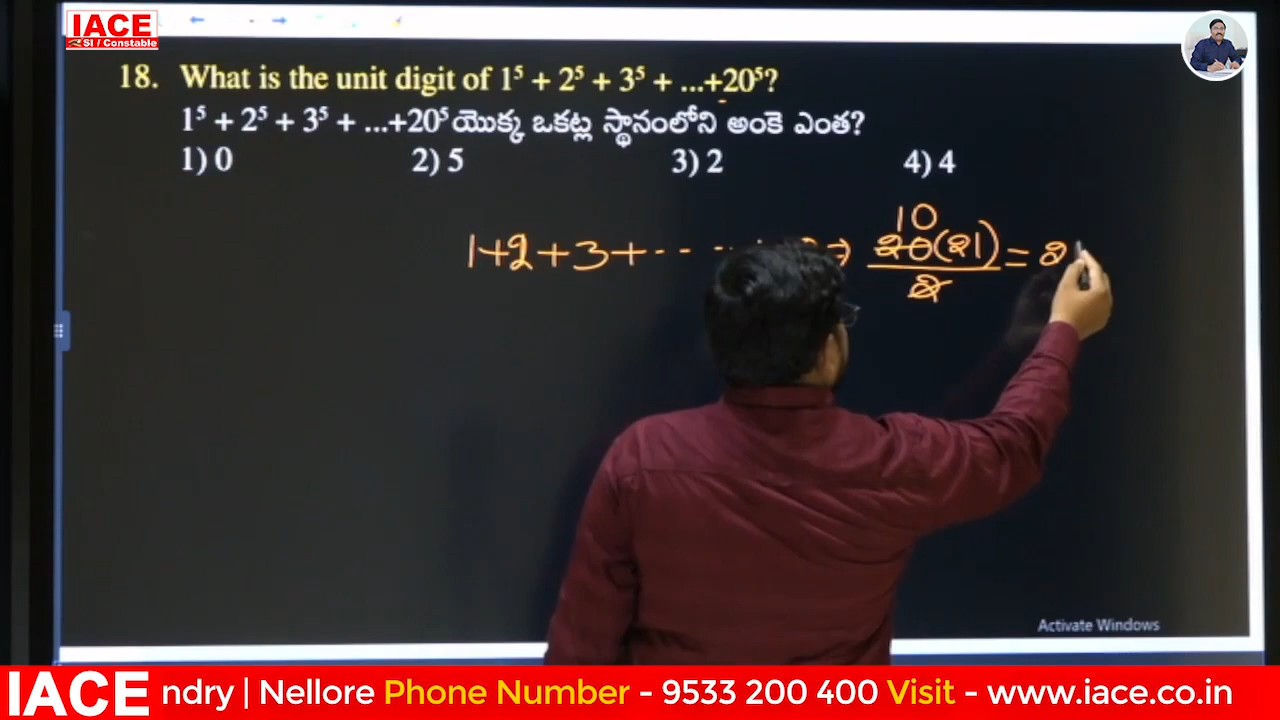 IACE
SI / Constable
18. What is the unit digit of 1⁵ + 2⁵ + 3⁵ + ...+20⁵?
1⁵ + 2⁵ + 3⁵ + ...+20⁵ యొక్క ఒకట్ల స్థానంలోని అంకె ఎంత?
1) 0 2) 5 3) 2 4) 4
10
1+2+3+ 20(21) = 2
2
Activate Windows
IACE ndry | Nellore Phone Number - 9533 200 400 Visit - www.iace.co.in